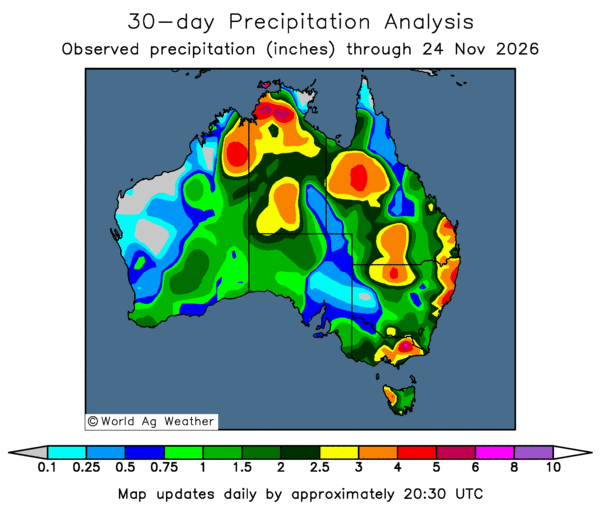 30-day Precipitation Analysis
Observed precipitation (inches) through 24 Nov 2026
©World Ag Weather
0.1 0.25 0.5 0.75 1 1.5 2 2.5 3 4 5 6 8 10
Map updates daily by approximately 20:30 UTC